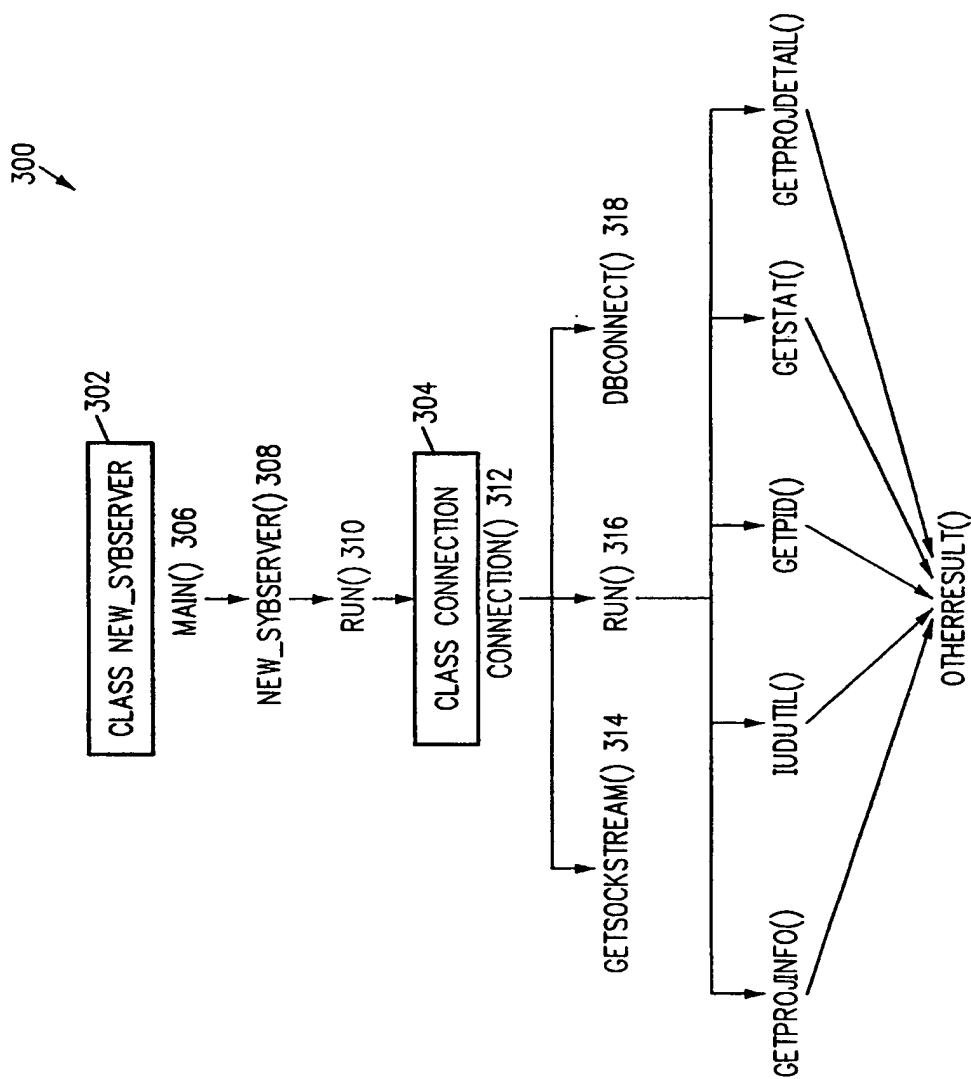 300
302
CLASS NEW_SYBSERVER
MAIN() 306
NEW_SYBSERVER() 308
RUN() 310
304
CLASS CONNECTION
CONNECTION() 312
GETSOCKSTREAM() 314
RUN() 316
DBCONNECT() 318
GETPROJINFO()
IUDUTIL()
GETPID()
GETSTAT()
GETPROJDETAIL()
OTHERRESULT()